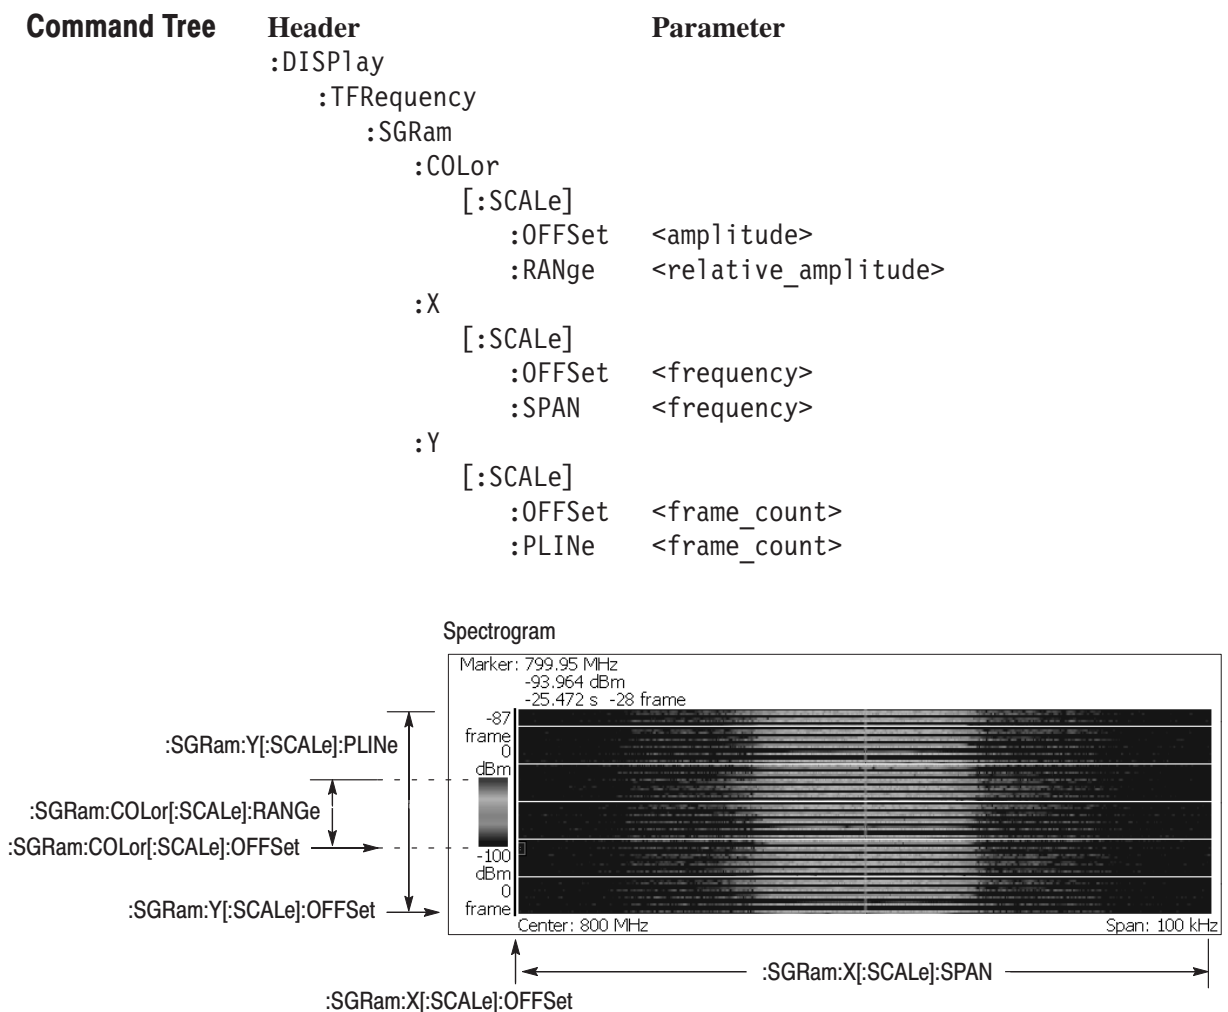 Command Tree Header Parameter
:DISPlay
:TFRequency
:SGRam
:COLor
[:SCALe]
:OFFSet <amplitude>
:RANge <relative_amplitude>
:X
[:SCALe]
:OFFSet <frequency>
:SPAN <frequency>
:Y
[:SCALe]
:OFFSet <frame_count>
:PLINe <frame_count>
Spectrogram
Marker: 799.95 MHz
-93.964 dBm
-25.472 s -28 frame
-87
frame
:SGRam:Y[:SCALe]:PLINe
0
dBm
:SGRam:COLor[:SCALe]:RANGe
:SGRam:COLor[:SCALe]:OFFSet
-100
dBm
0
:SGRam:Y[:SCALe]:OFFSet
frame
Center: 800 MHz Span: 100 kHz
:SGRam:X[:SCALe]:SPAN
:SGRam:X[:SCALe]:OFFSet